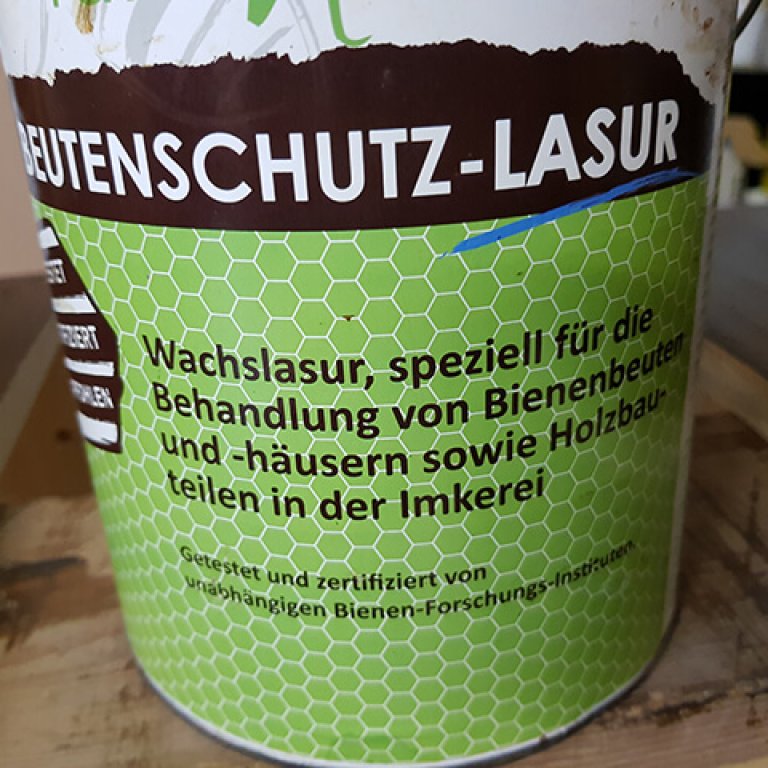 BEUTENSCHUTZ-LASUR
Wachslasur, speziell für die
Behandlung von Bienenbeuten
und -häusern sowie Holzbau-
teilen in der Imkerei
Getestet und zertifiziert von
unabhängigen Bienen-Forschungs-Instituten.